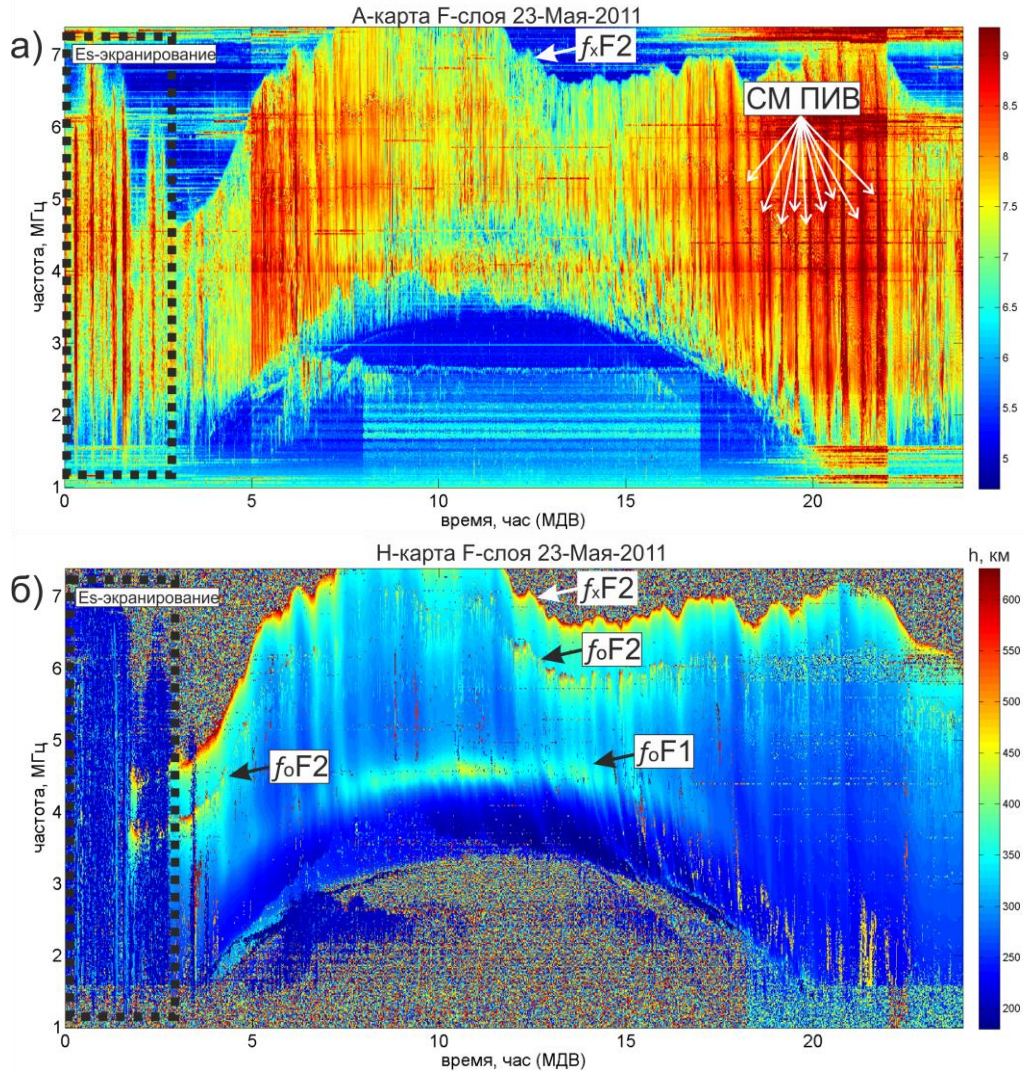 А-карта F-слоя 23-Мая-2011
а)
Es-экранирование
fxF2
СМ ПИВ
частота, МГц
7
6
5
4
3
2
1
0
5
10
15
20
время, час (МДВ)
9
8.5
8
7.5
7
6.5
6
5.5
5
Н-карта F-слоя 23-Мая-2011
h, км
б)
Es-экранирование
fxF2
foF2
foF2
foF1
частота, МГц
7
6
5
4
3
2
1
0
5
10
15
20
время, час (МДВ)
600
550
500
450
400
350
300
250
200